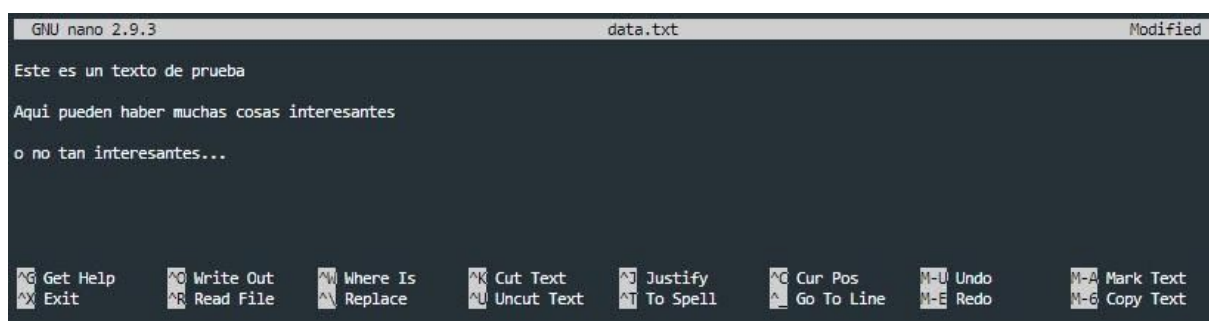 GNU nano 2.9.3 data.txt Modified
Este es un texto de prueba
Aqui pueden haber muchas cosas interesantes
o no tan interesantes...
^G Get Help ^O Write Out ^W Where Is ^K Cut Text ^J Justify ^C Cur Pos M-U Undo M-A Mark Text
^X Exit ^R Read File ^\ Replace ^U Uncut Text ^T To Spell ^_ Go To Line M-E Redo M-6 Copy Text